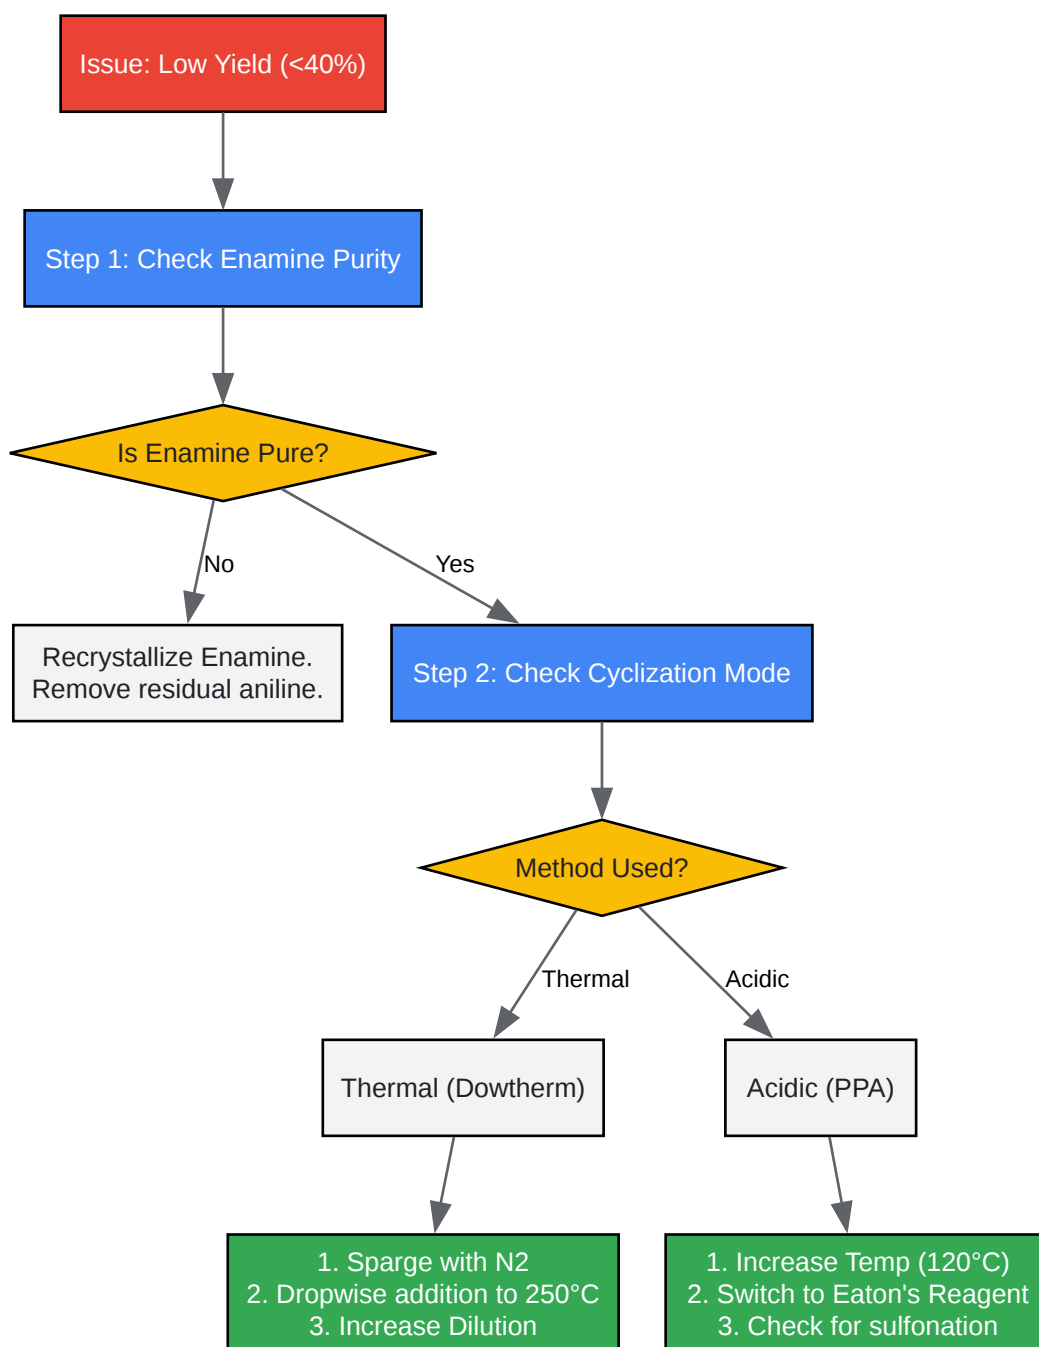 Issue: Low Yield (<40%)
Step 1: Check Enamine Purity
Is Enamine Pure?
No
Yes
Recrystallize Enamine.
Remove residual aniline.
Step 2: Check Cyclization Mode
Method Used?
Thermal
Acidic
Thermal (Dowtherm)
Acidic (PPA)
1. Sparge with N2
2. Dropwise addition to 250°C
3. Increase Dilution
1. Increase Temp (120°C)
2. Switch to Eaton's Reagent
3. Check for sulfonation